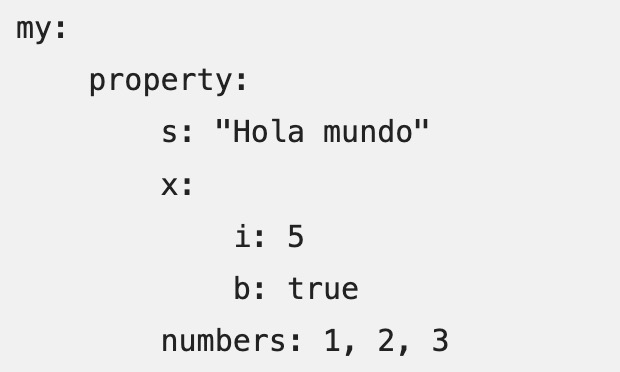 my:
    property:
        s: "Hola mundo"
        x:
            i: 5
            b: true
        numbers: 1, 2, 3